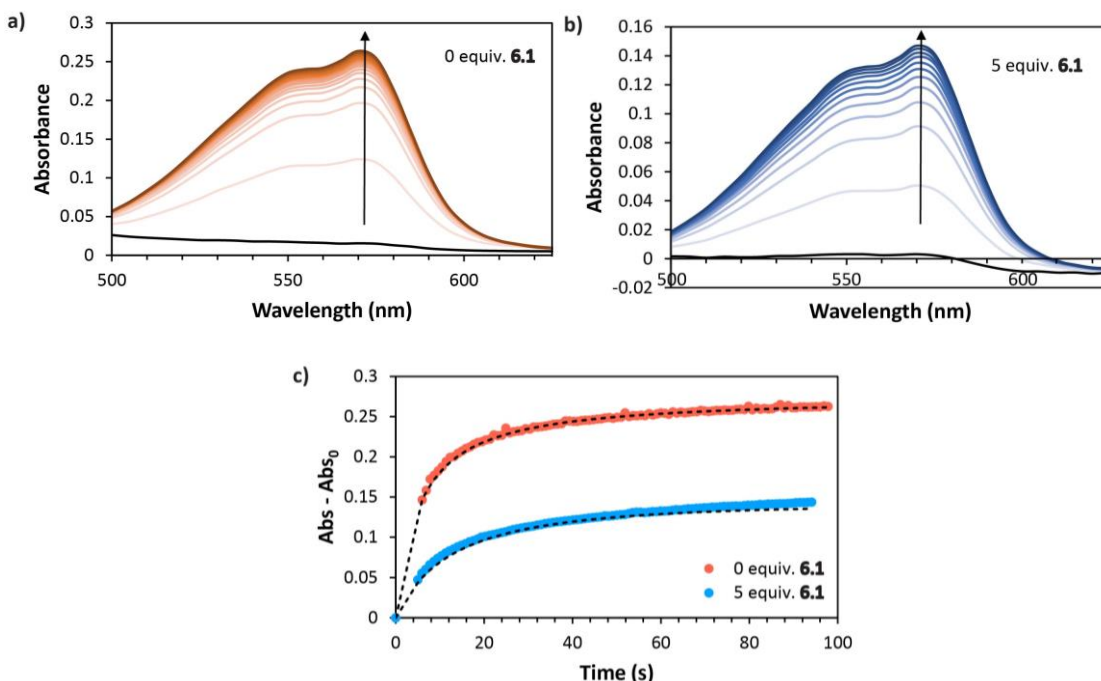 a)
0.3
0.25
0.2
0.15
0.1
0.05
0
Absorbance
0 equiv. 6.1
500
550
600
Wavelength (nm)
b)
0.16
0.14
0.12
0.1
0.08
0.06
0.04
0.02
0
-0.02
Absorbance
5 equiv. 6.1
500
550
600
Wavelength (nm)
c)
0.3
0.25
0.2
0.15
0.1
0.05
0
Abs - Abs0
0 equiv. 6.1
5 equiv. 6.1
0
20
40
60
80
100
Time (s)